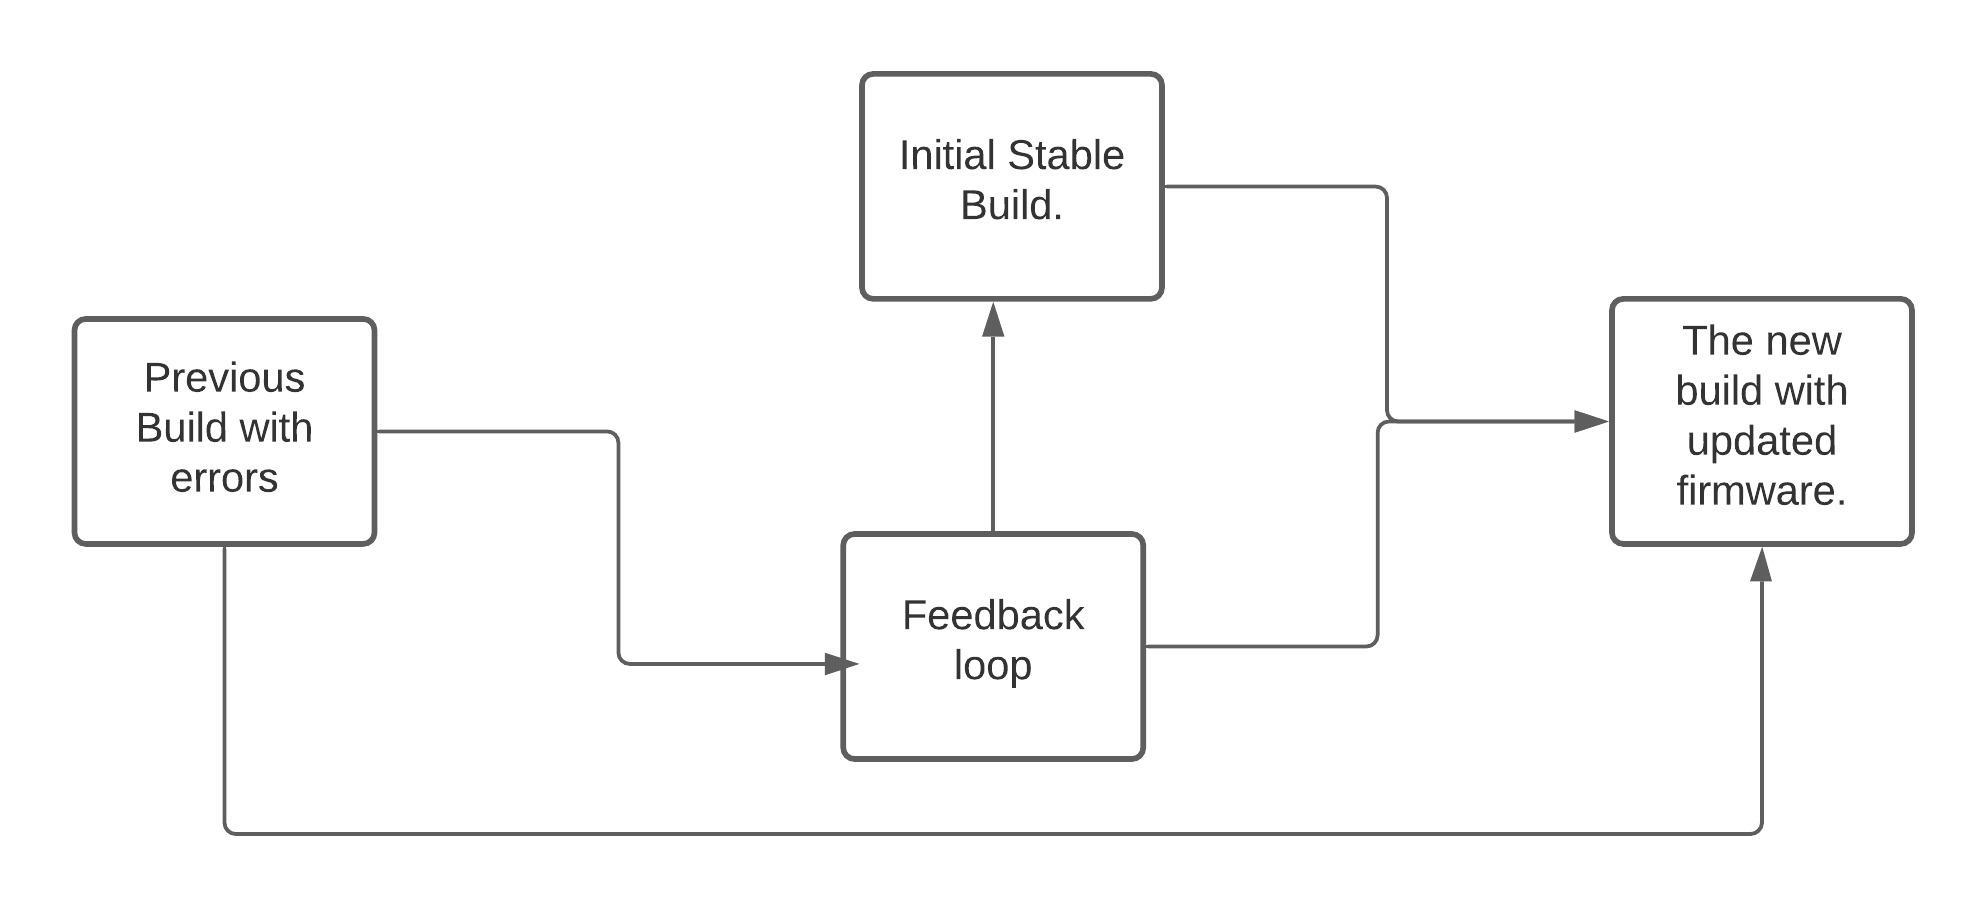 Initial Stable
Build.
Previous
Build with
errors
The new
build with
updated
firmware.
Feedback
loop